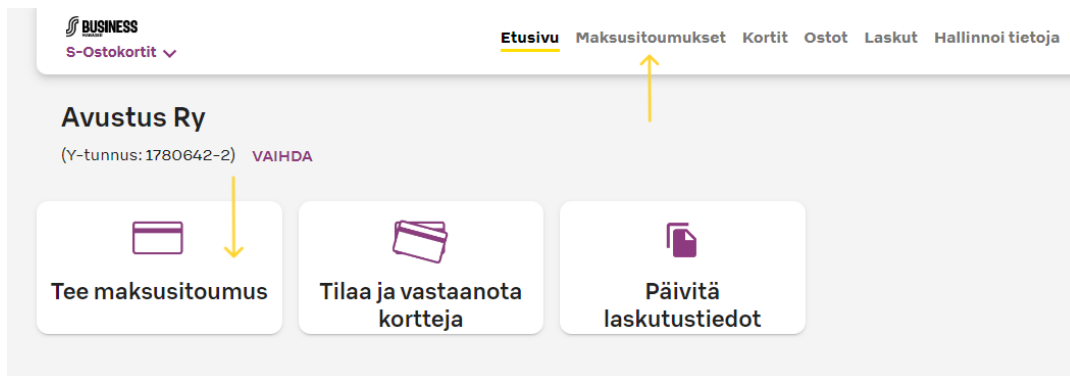 BUSINESS
S-Ostokortit
Etusivu Maksusitoumukset Kortit Ostot Laskut Hallinnoi tietoja
Avustus Ry
(Y-tunnus: 1780642-2) VAIHDA
Tee maksusitoumus
Tilaa ja vastaanota
kortteja
Päivitä
laskutustiedot